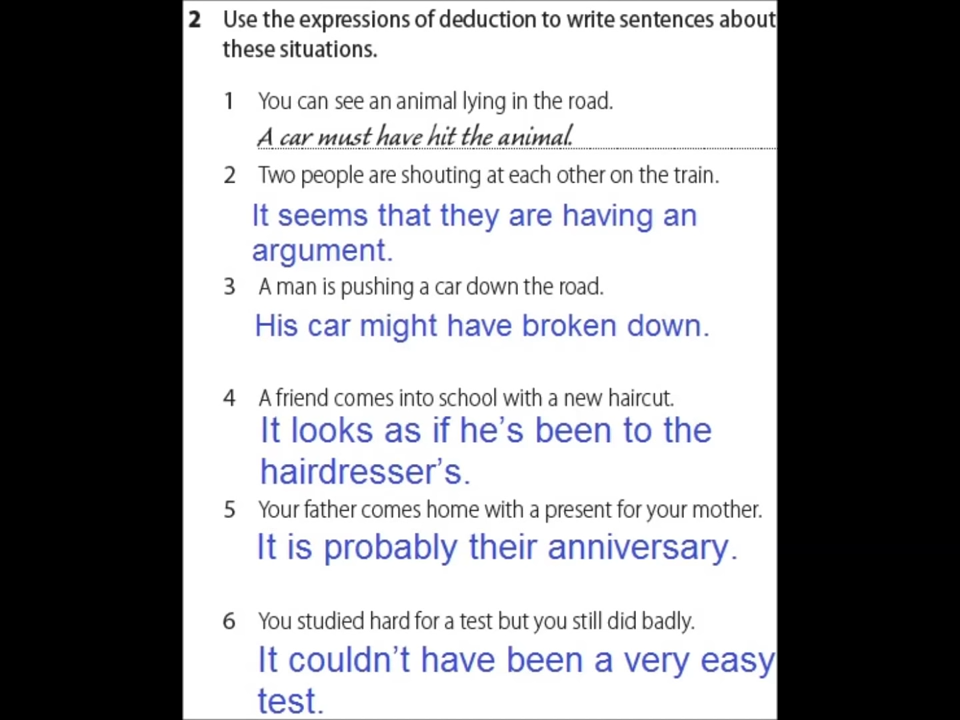 2 Use the expressions of deduction to write sentences about
these situations.
1 You can see an animal lying in the road.
A car must have hit the animal.
2 Two people are shouting at each other on the train.
It seems that they are having an
argument.
3 A man is pushing a car down the road.
His car might have broken down.
4 A friend comes into school with a new haircut.
It looks as if he's been to the
hairdresser's.
5 Your father comes home with a present for your mother.
It is probably their anniversary.
6 You studied hard for a test but you still did badly.
It couldn't have been a very easy
test.